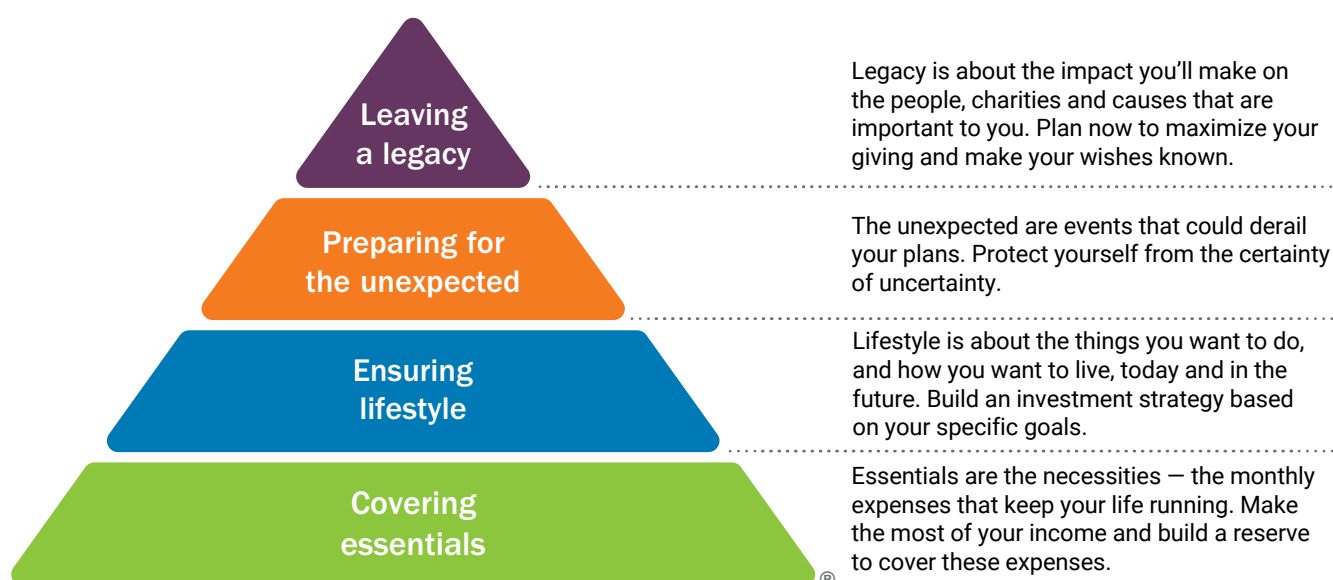 Leaving
a legacy
Legacy is about the impact you’ll make on
the people, charities and causes that are
important to you. Plan now to maximize your
giving and make your wishes known.
Preparing for
the unexpected
The unexpected are events that could derail
your plans. Protect yourself from the certainty
of uncertainty.
Ensuring
lifestyle
Lifestyle is about the things you want to do,
and how you want to live, today and in the
future. Build an investment strategy based
on your specific goals.
Covering
essentials
®
Essentials are the necessities — the monthly
expenses that keep your life running. Make
the most of your income and build a reserve
to cover these expenses.